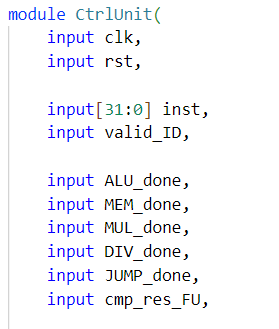 module CtrlUnit(
    input clk,
    input rst,

    input[31:0] inst,
    input valid_ID,

    input ALU_done,
    input MEM_done,
    input MUL_done,
    input DIV_done,
    input JUMP_done,
    input cmp_res_FU,